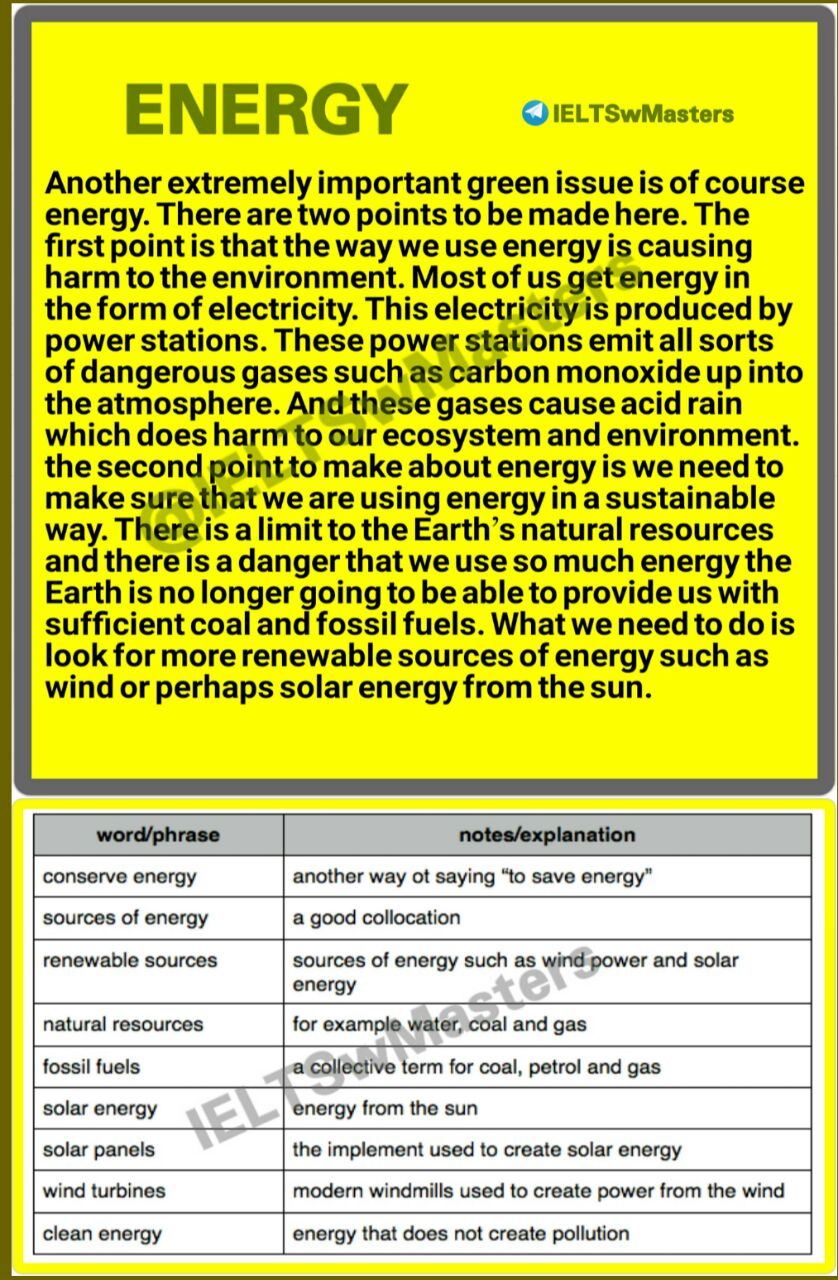 ENERGY
IELTSwMasters
Another extremely important green issue is of course
energy. There are two points to be made here. The
first point is that the way we use energy is causing
harm to the environment. Most of us get energy in
the form of electricity. This electricity is produced by
power stations. These power stations emit all sorts
of dangerous gases such as carbon monoxide up into
the atmosphere. And these gases cause acid rain
which does harm to our ecosystem and environment.
the second point to make about energy is we need to
make sure that we are using energy in a sustainable
way. There is a limit to the Earth's natural resources
and there is a danger that we use so much energy the
Earth is no longer going to be able to provide us with
sufficient coal and fossil fuels. What we need to do is
look for more renewable sources of energy such as
wind or perhaps solar energy from the sun.
@IELTSwMasters
word/phrase notes/explanation
conserve energy another way ot saying “to save energy”
sources of energy a good collocation
renewable sources sources of energy such as wind power and solar
energy
natural resources for example water, coal and gas
fossil fuels a collective term for coal, petrol and gas
solar energy energy from the sun
solar panels the implement used to create solar energy
wind turbines modern windmills used to create power from the wind
clean energy energy that does not create pollution
IELTSwMasters